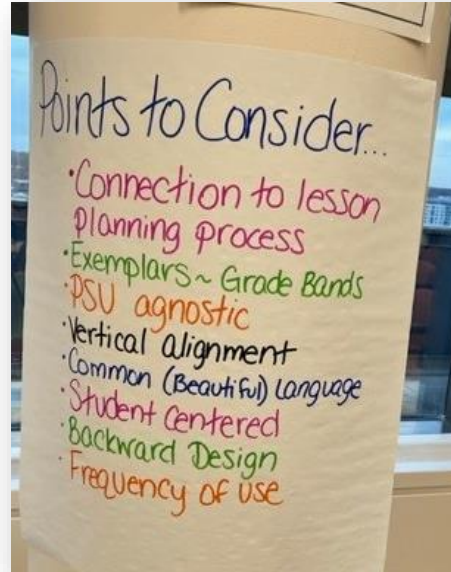 Points to Consider...
·Connection to lesson
planning process
·Exemplars ~ Grade Bands
·PSU agnostic
·Vertical alignment
·Common (Beautiful) Language
·Student Centered
·Backward Design
·Frequency of use